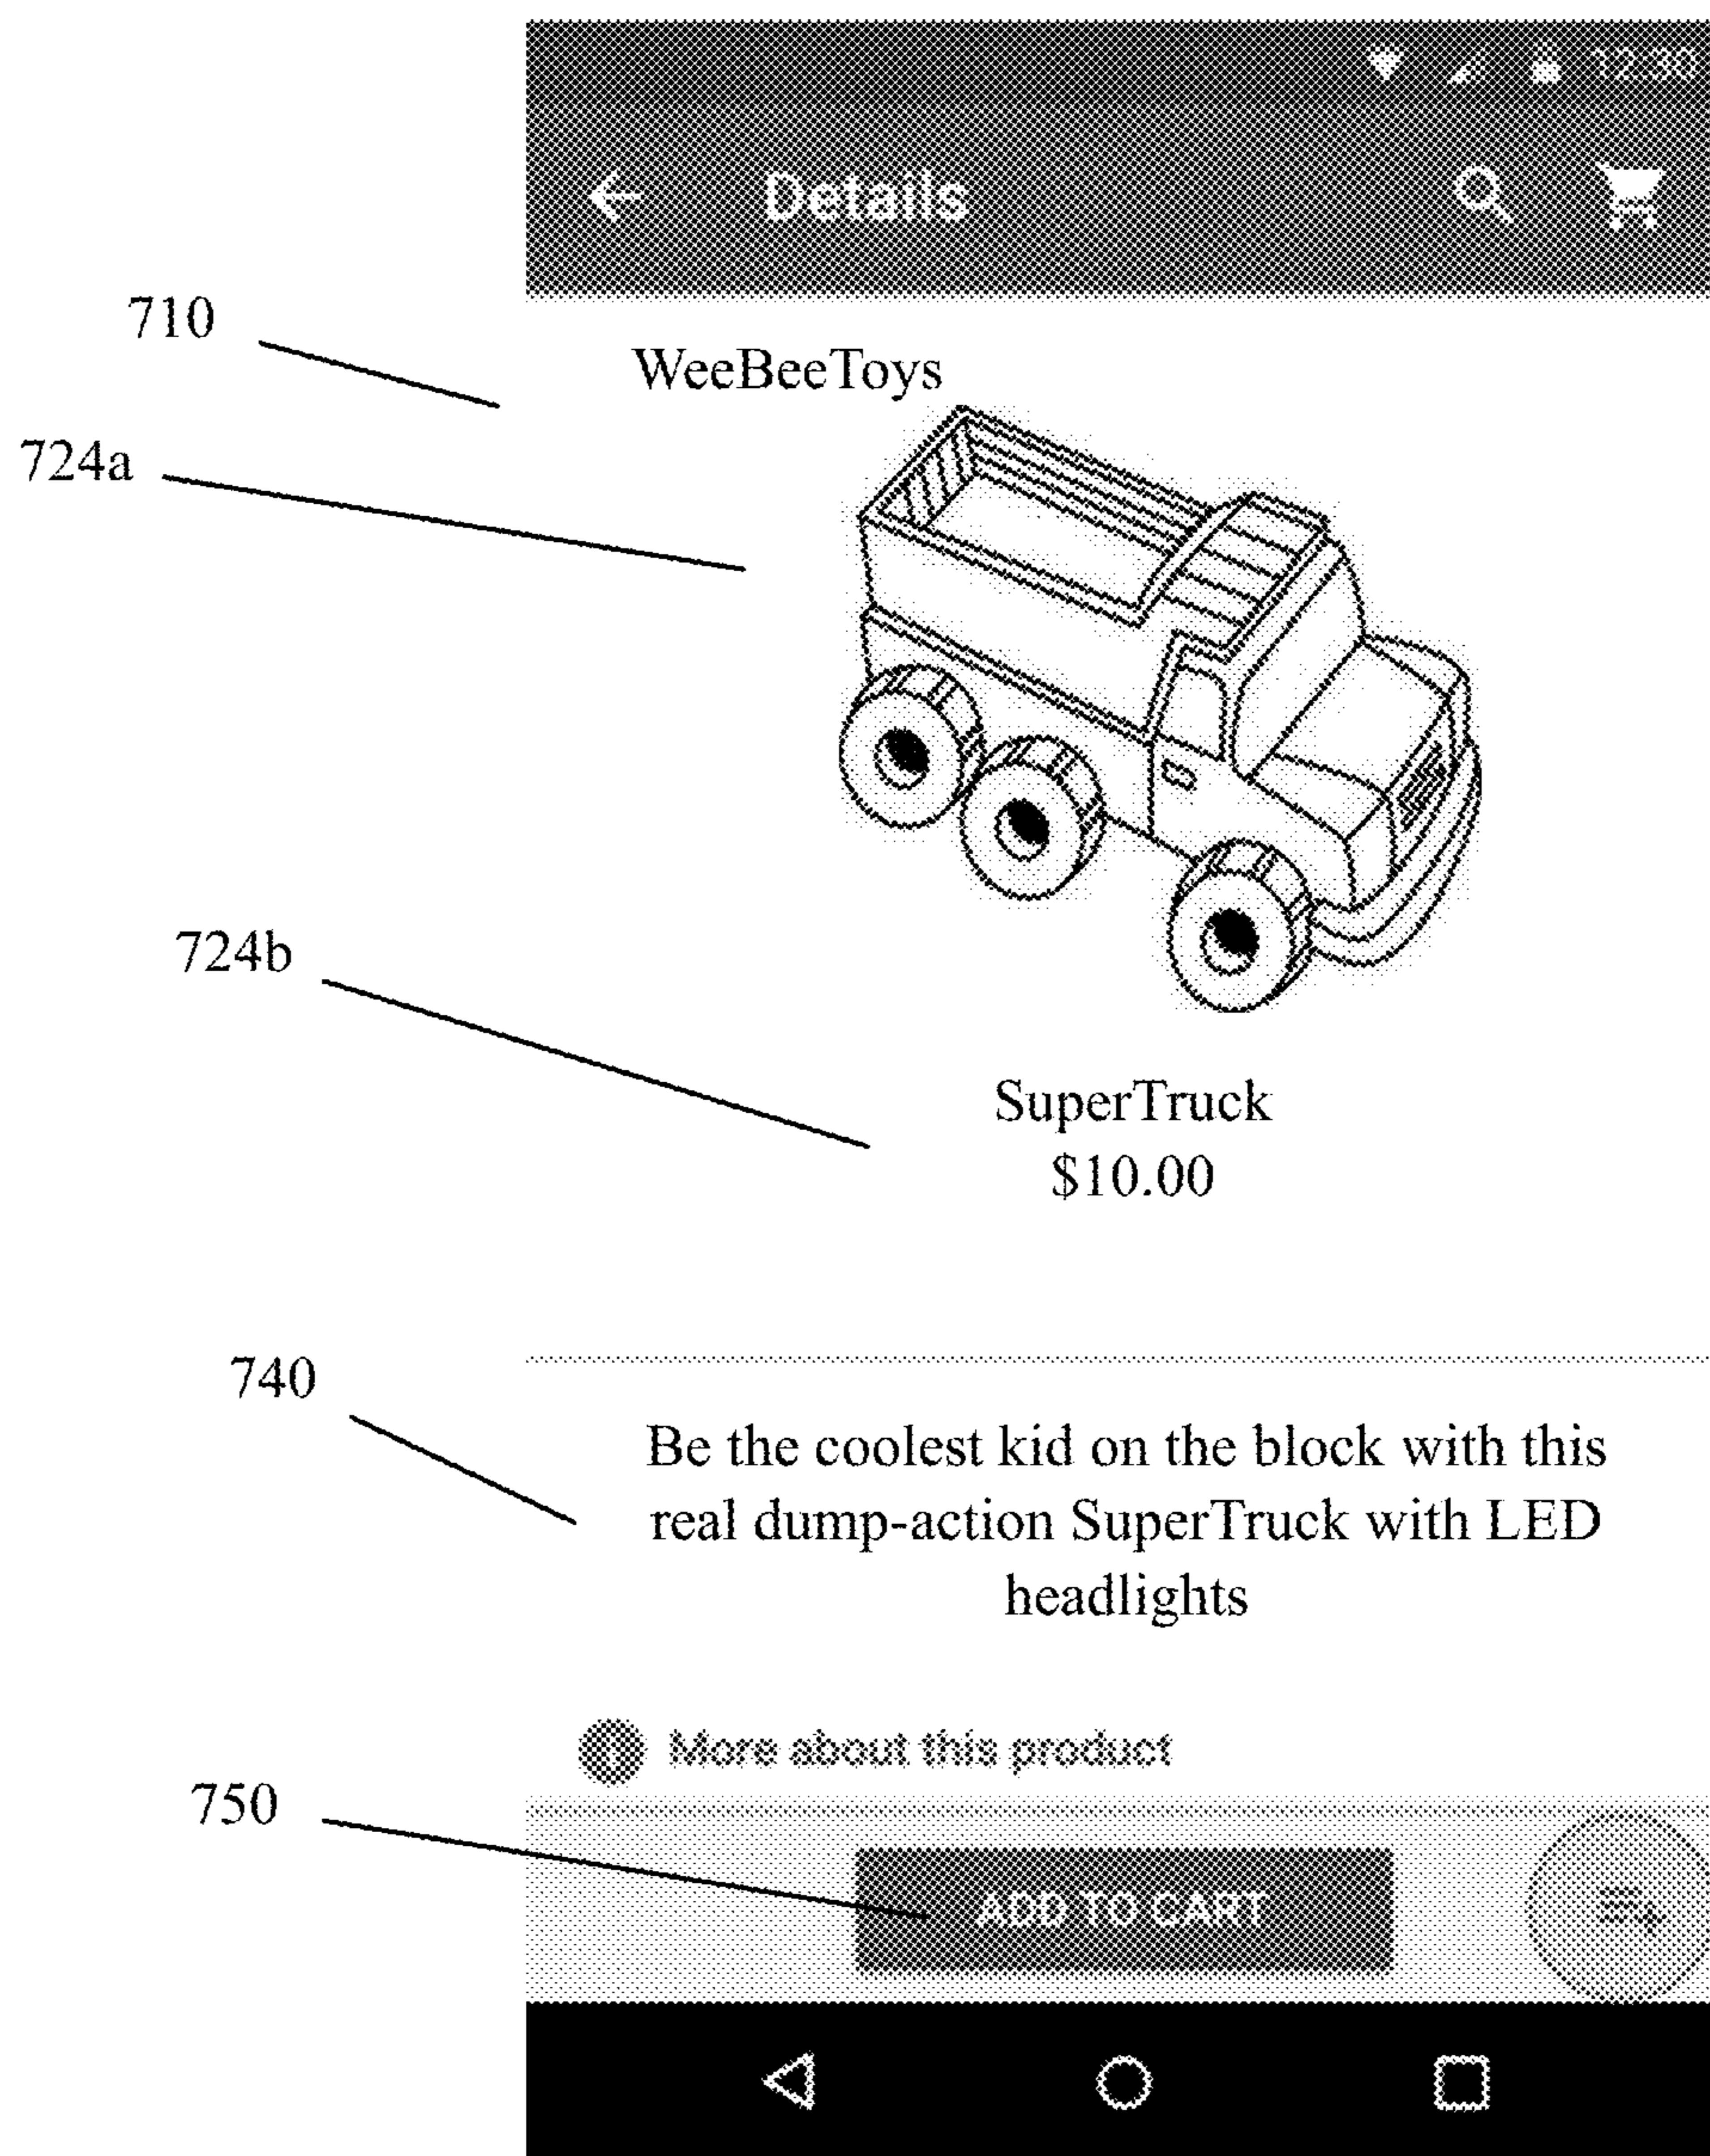 12:30
Details
710
WeeBeeToys
724a
724b
SuperTruck
$10.00
740
Be the coolest kid on the block with this
real dump-action SuperTruck with LED
headlights
More about this product
750
ADD TO CART